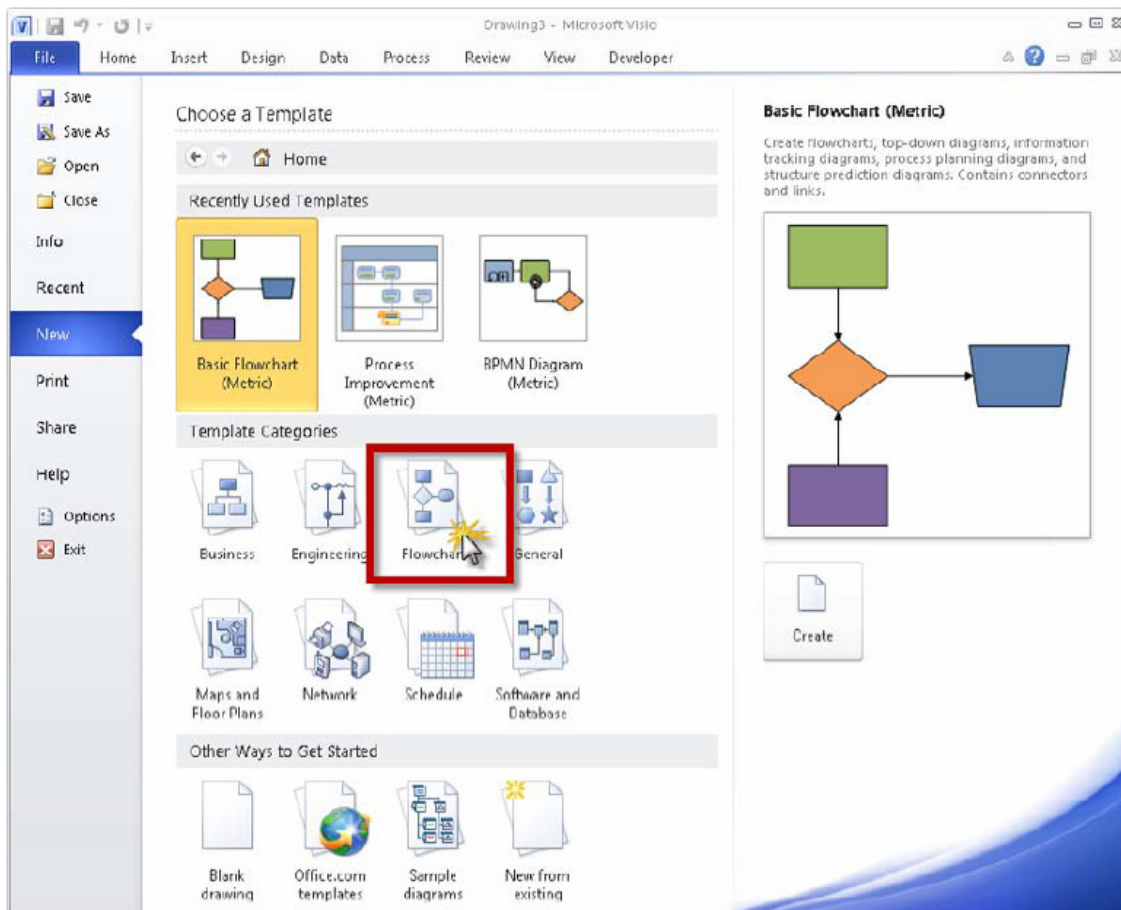 Drawing3 - Microsoft Visio
File Home Insert Design Data Process Review View Developer
Save
Save As
Open
Close
Info
Recent
New
Print
Share
Help
Options
Exit
Choose a Template
Home
Recently Used Templates
Basic Flowchart
(Metric)
Process
Improvement
(Metric)
BPMN Diagram
(Metric)
Template Categories
Business
Engineering
Flowchar
General
Maps and
Floor Plans
Network
Schedule
Software and
Database
Other Ways to Get Started
Blank
drawing
Office.com
templates
Sample
diagrams
New from
existing
Basic Flowchart (Metric)
Create flowcharts, top-down diagrams, information
tracking diagrams, process planning diagrams, and
structure prediction diagrams. Contains connectors
and links.
Create